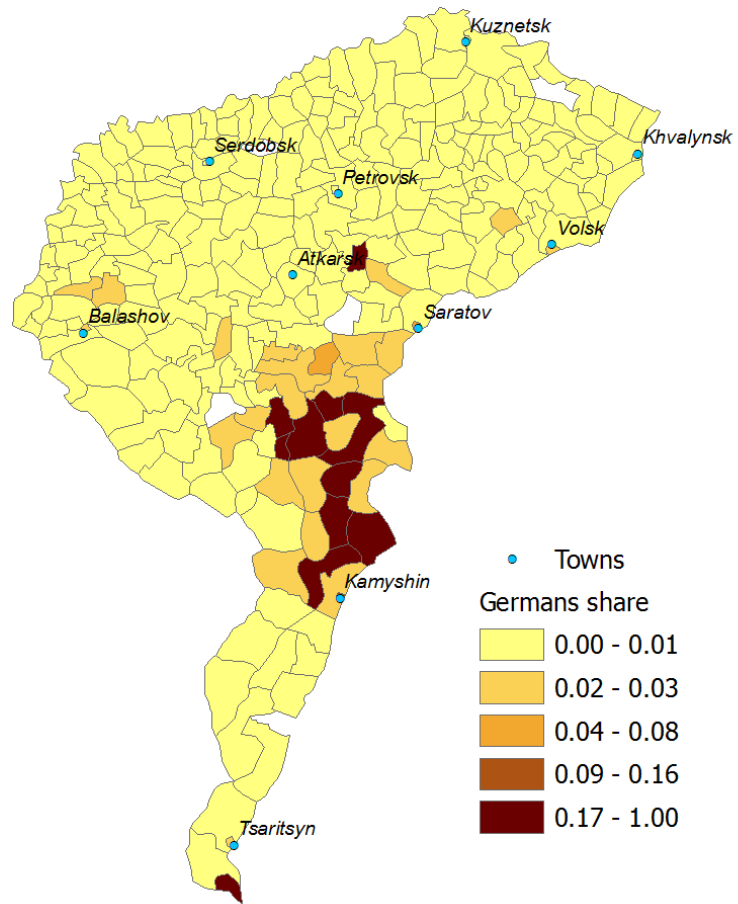 Kuznetsk
Khvalynsk
Serdobsk
Petrovsk
Volsk
Atkarsk
Saratov
Balashov
Towns
Kamyshin
Germans share
0.00 - 0.01
0.02 - 0.03
0.04 - 0.08
0.09 - 0.16
0.17 - 1.00
Tsaritsyn